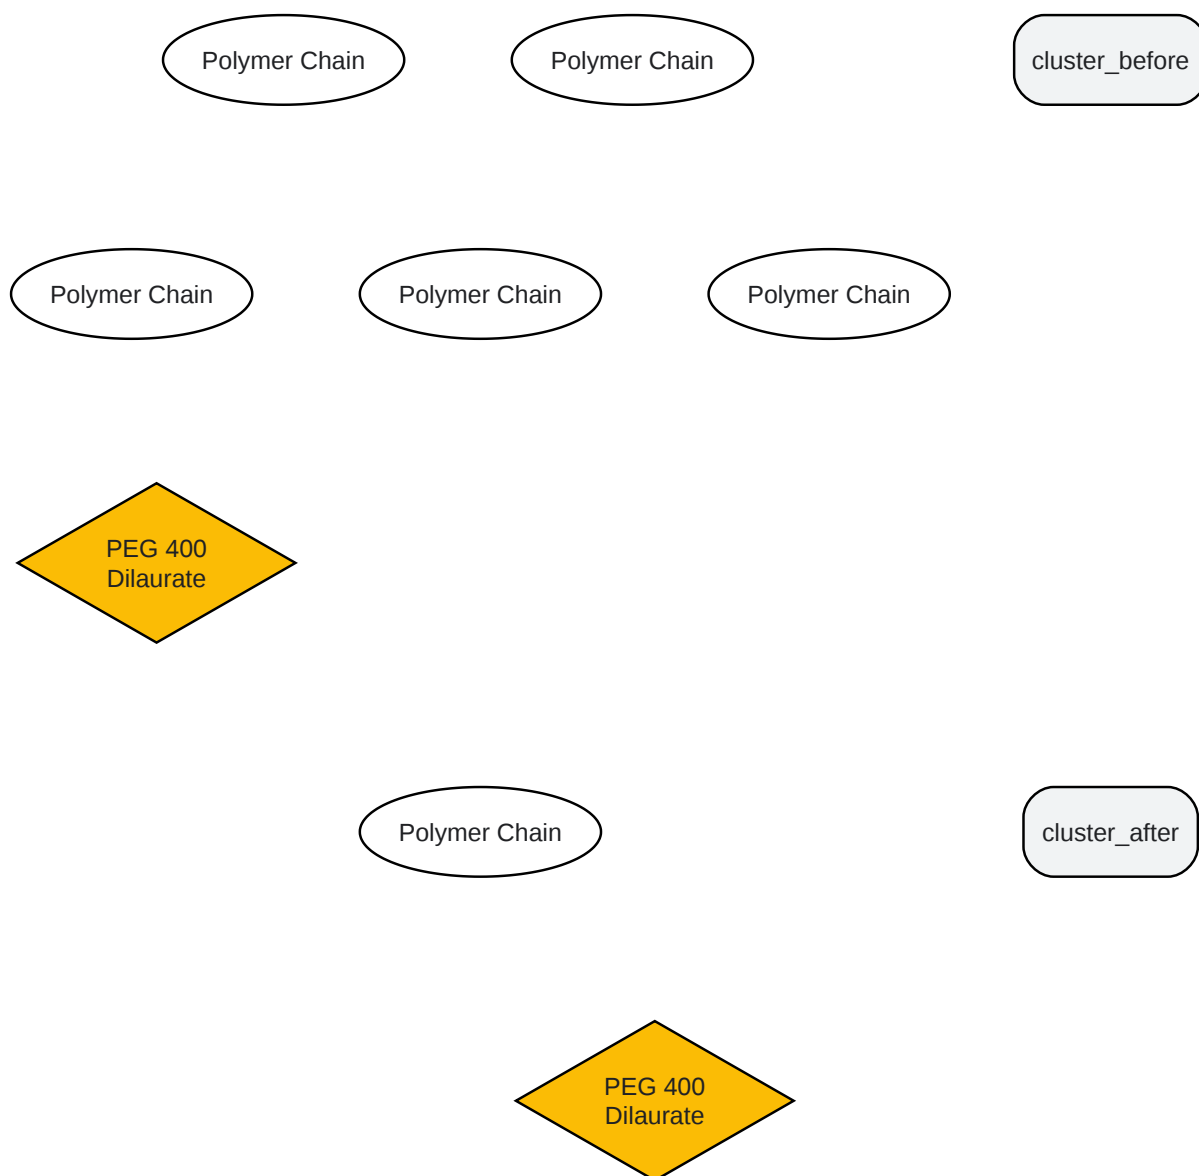 Polymer Chain
Polymer Chain
cluster_before
Polymer Chain
Polymer Chain
Polymer Chain
PEG 400
Dilaurate
Polymer Chain
cluster_after
PEG 400
Dilaurate